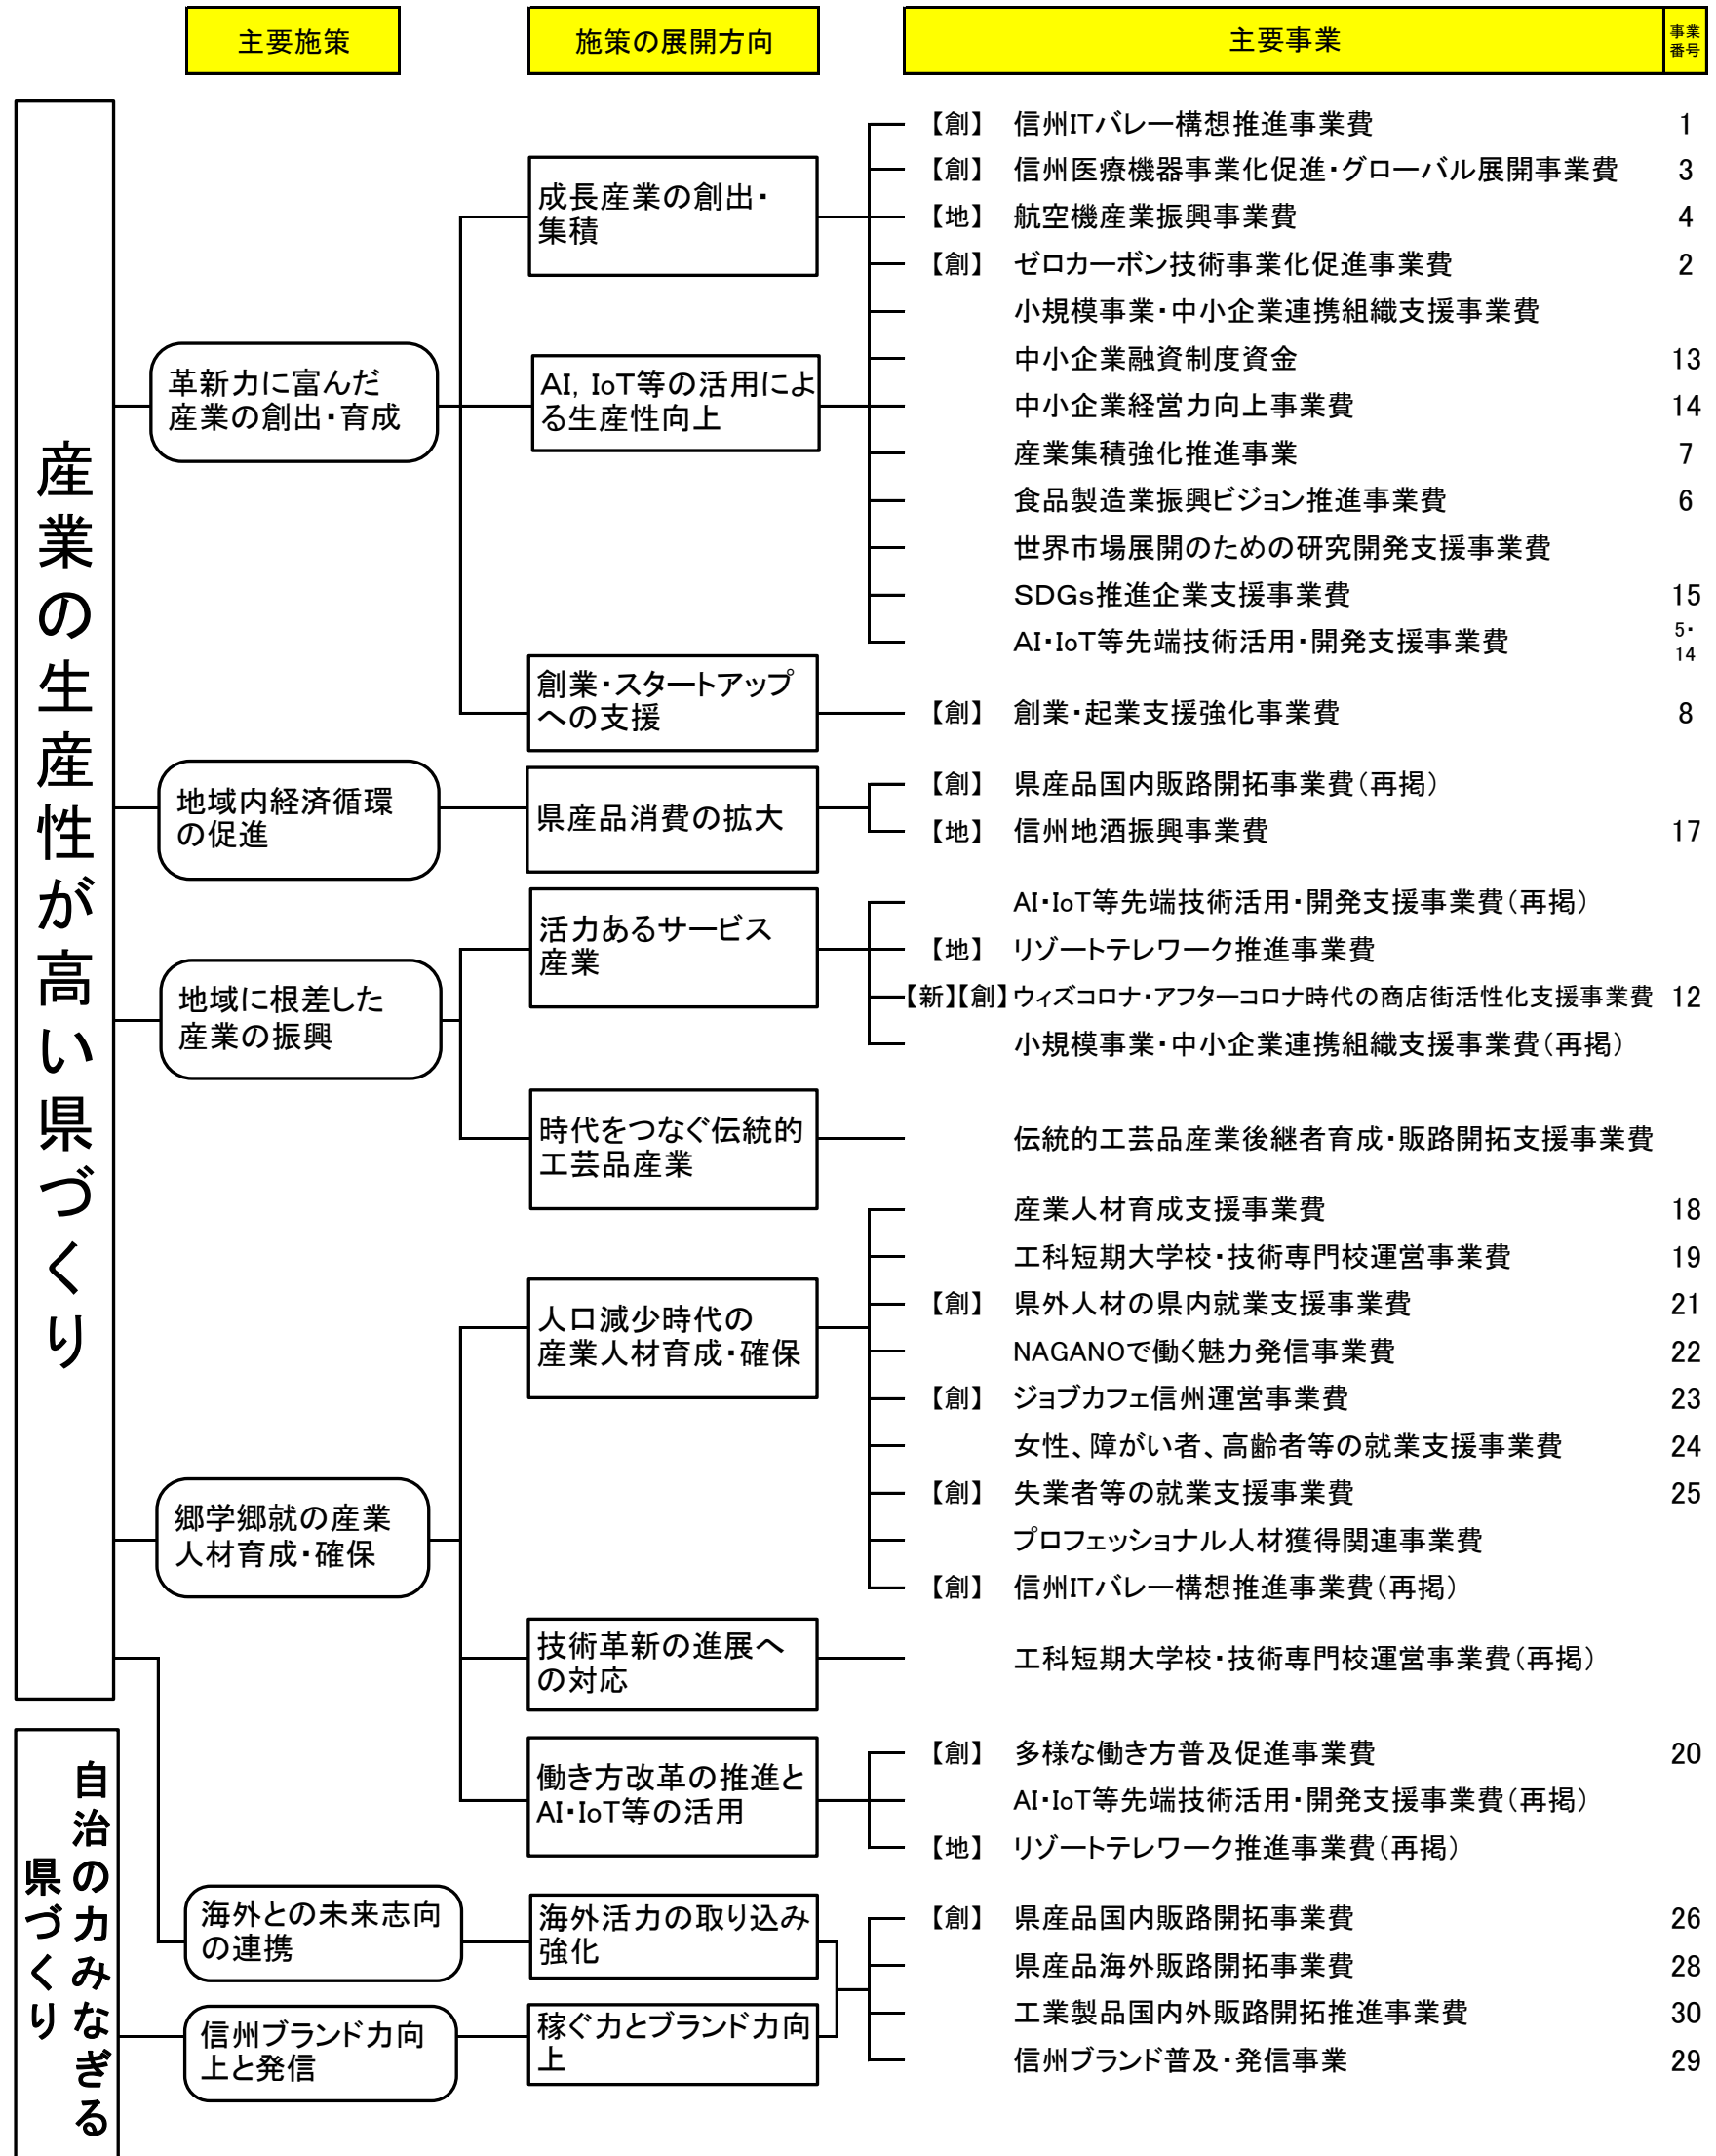 主要施策
施策の展開方向
主要事業
事業
番号
産業の生産性が高い県づくり
革新力に富んだ
産業の創出・育成
成長産業の創出・
集積
AI, IoT等の活用によ
る生産性向上
創業・スタートアップ
への支援
【創】 信州ITバレー構想推進事業費 1
【創】 信州医療機器事業化促進・グローバル展開事業費 3
【地】 航空機産業振興事業費 4
【創】 ゼロカーボン技術事業化促進事業費 2
小規模事業・中小企業連携組織支援事業費
中小企業融資制度資金 13
中小企業経営力向上事業費 14
産業集積強化推進事業 7
食品製造業振興ビジョン推進事業費 6
世界市場展開のための研究開発支援事業費
SDGs推進企業支援事業費 15
AI・IoT等先端技術活用・開発支援事業費 5・
14
【創】 創業・起業支援強化事業費 8
地域内経済循環
の促進
県産品消費の拡大
【創】 県産品国内販路開拓事業費(再掲)
【地】 信州地酒振興事業費 17
地域に根差した
産業の振興
活力あるサービス
産業
AI・IoT等先端技術活用・開発支援事業費(再掲)
【地】 リゾートテレワーク推進事業費
【新】【創】 ウィズコロナ・アフターコロナ時代の商店街活性化支援事業費 12
小規模事業・中小企業連携組織支援事業費(再掲)
時代をつなぐ伝統的
工芸品産業
伝統的工芸品産業後継者育成・販路開拓支援事業費
郷学郷就の産業
人材育成・確保
人口減少時代の
産業人材育成・確保
産業人材育成支援事業費 18
工科短期大学校・技術専門校運営事業費 19
【創】 県外人材の県内就業支援事業費 21
NAGANOで働く魅力発信事業費 22
【創】 ジョブカフェ信州運営事業費 23
女性、障がい者、高齢者等の就業支援事業費 24
【創】 失業者等の就業支援事業費 25
プロフェッショナル人材獲得関連事業費
【創】 信州ITバレー構想推進事業費(再掲)
技術革新の進展へ
の対応
工科短期大学校・技術専門校運営事業費(再掲)
働き方改革の推進と
AI・IoT等の活用
【創】 多様な働き方普及促進事業費 20
AI・IoT等先端技術活用・開発支援事業費(再掲)
【地】 リゾートテレワーク推進事業費(再掲)
自治の力みなぎる
県づくり
海外との未来志向
の連携
海外活力の取り込み
強化
信州ブランド力向
上と発信
稼ぐ力とブランド力向
上
【創】 県産品国内販路開拓事業費 26
県産品海外販路開拓事業費 28
工業製品国内外販路開拓推進事業費 30
信州ブランド普及・発信事業 29